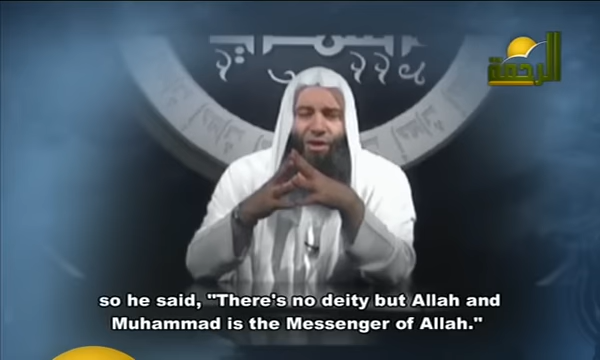 الرحمة
so he said, "There's no deity but Allah and
Muhammad is the Messenger of Allah."